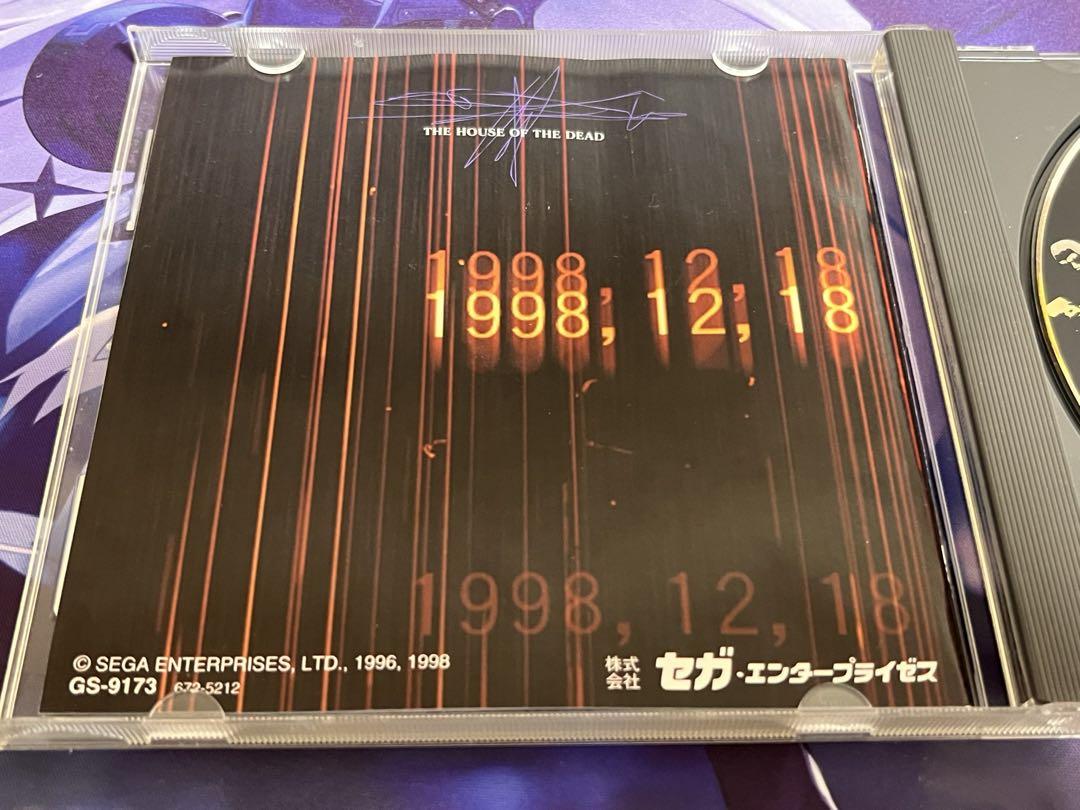 THE HOUSE OF THE DEAD
1998, 12, 18
1998, 12, 18
1998, 12, 18
© SEGA ENTERPRISES, LTD., 1996, 1998
GS-9173 672-5212
株式会社 セガ・エンタープライゼス